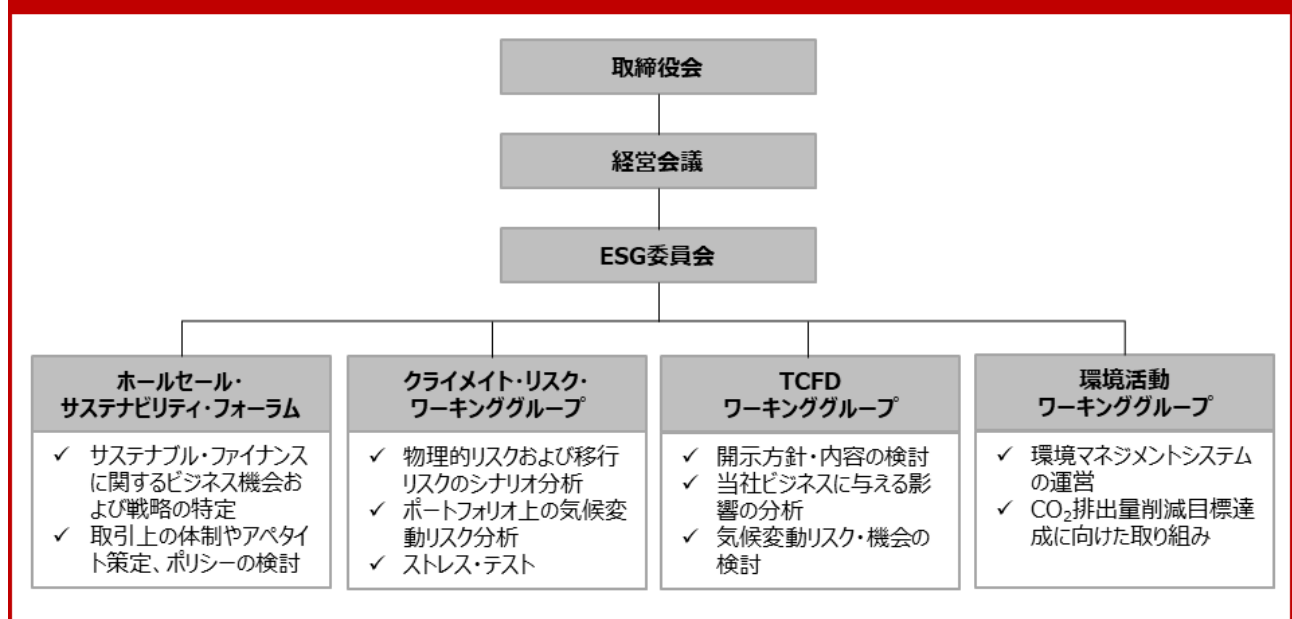 取締役会
経営会議
ESG委員会
ホールセール・
サステナビリティ・フォーラム
✓ サステナブル・ファイナンス
に関するビジネス機会お
よび戦略の特定
✓ 取引上の体制やアペタイ
ト策定、ポリシーの検討
クライメイト・リスク・
ワーキンググループ
✓ 物理的リスクおよび移行
リスクのシナリオ分析
✓ ポートフォリオ上の気候変
動リスク分析
✓ ストレス・テスト
TCFD
ワーキンググループ
✓ 開示方針・内容の検討
✓ 当社ビジネスに与える影
響の分析
✓ 気候変動リスク・機会の
検討
環境活動
ワーキンググループ
✓ 環境マネジメントシステム
の運営
✓ CO₂排出量削減目標達
成に向けた取り組み